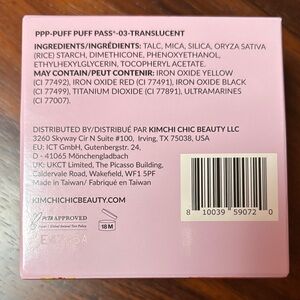 PPP-PUFF PUFF PASS®-03-TRANSLUCENT
INGREDIENTS/INGRÉDIENTS: TALC, MICA, SILICA, ORYZA SATIVA
(RICE) STARCH, DIMETHICONE, PHENOXYETHANOL,
ETHYLHEXYLGLYCERIN, TOCOPHERYL ACETATE.
MAY CONTAIN/PEUT CONTENIR: IRON OXIDE YELLOW
(CI 77492), IRON OXIDE RED (CI 77491), IRON OXIDE BLACK
(CI 77499), TITANIUM DIOXIDE (CI 77891), ULTRAMARINES
(CI 77007).
DISTRIBUTED BY/DISTRIBUÉ PAR KIMCHI CHIC BEAUTY LLC
3260 Skyway Cir N Suite #100, Irving, TX 75038, USA
EU: ICT GmbH, Gutenbergstr. 24,
D - 41065 Mönchengladbach
UK: UKCT Limited, The Picasso Building,
Caldervale Road, Wakefield, WF1 5PF
Made in Taiwan/ Fabriqué en Taiwan
KIMCHICHICBEAUTY.COM
PETA APPROVED
18M
8 10039 59072 0